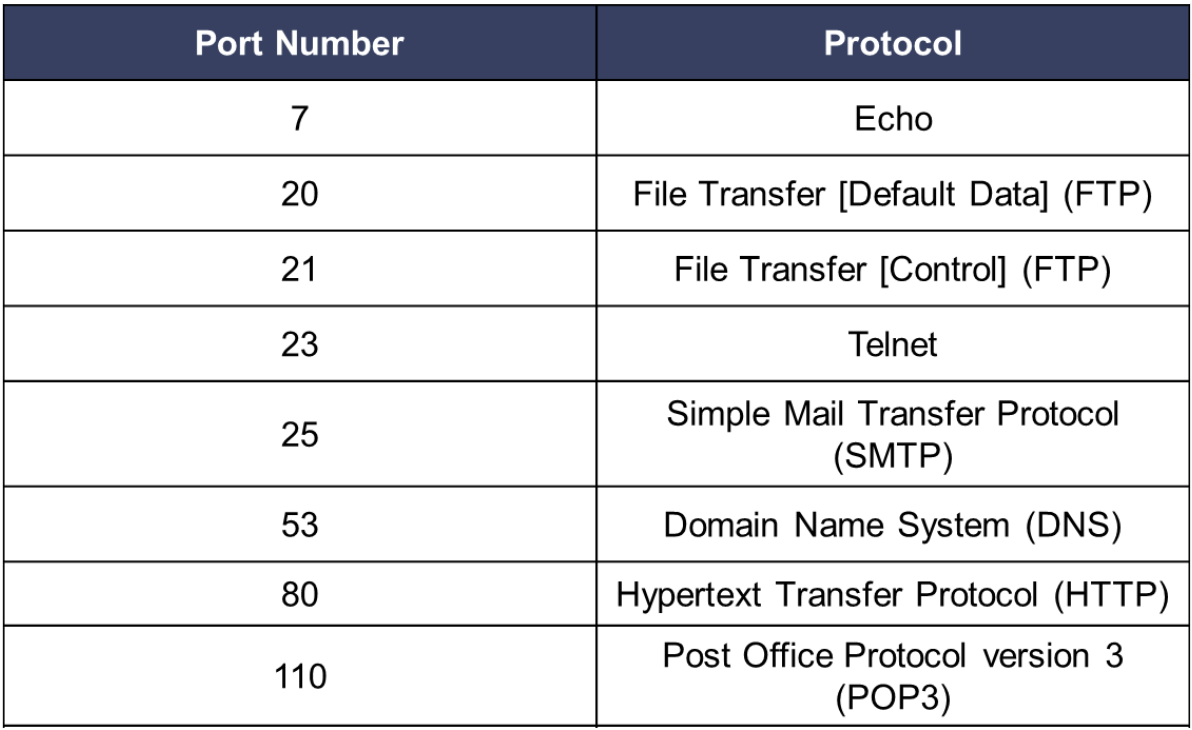 Port Number Protocol
7 Echo
20 File Transfer [Default Data] (FTP)
21 File Transfer [Control] (FTP)
23 Telnet
25 Simple Mail Transfer Protocol
(SMTP)
53 Domain Name System (DNS)
80 Hypertext Transfer Protocol (HTTP)
110 Post Office Protocol version 3
(POP3)